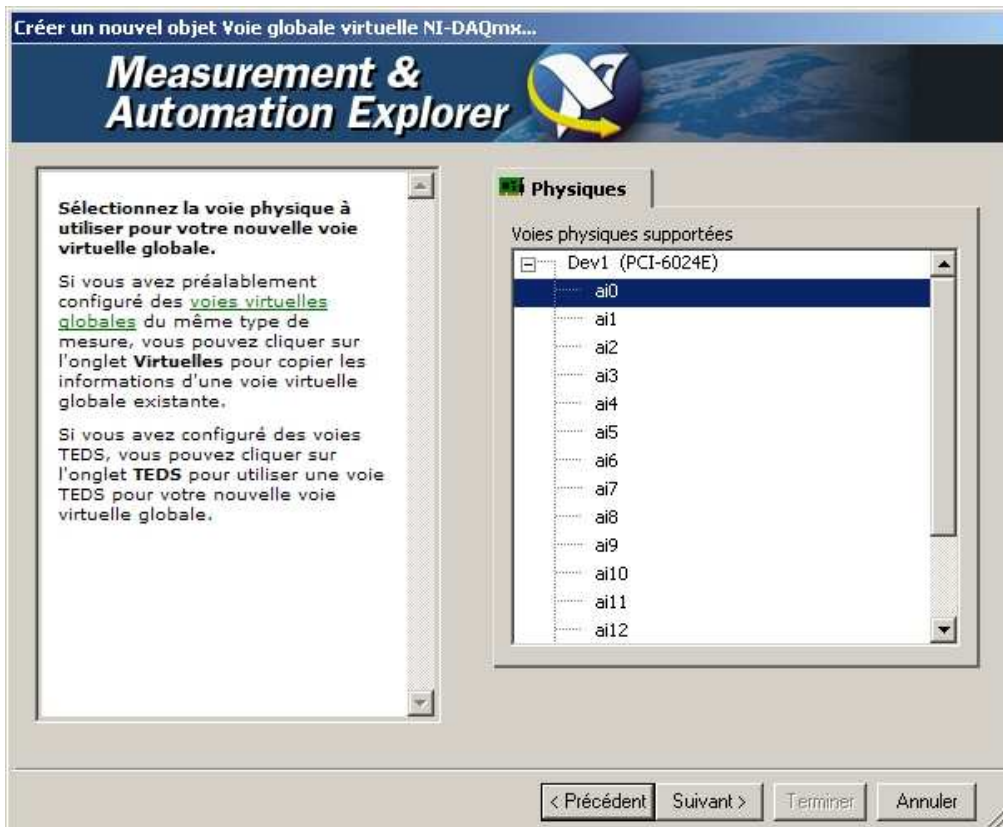 Créer un nouvel objet Voie globale virtuelle NI-DAQmx...
Measurement &
Automation Explorer
Sélectionnez la voie physique à
utiliser pour votre nouvelle voie
virtuelle globale.
Si vous avez préalablement
configuré des voies virtuelles
globales du même type de
mesure, vous pouvez cliquer sur
l'onglet Virtuelles pour copier les
informations d'une voie virtuelle
globale existante.
Si vous avez configuré des voies
TEDS, vous pouvez cliquer sur
l'onglet TEDS pour utiliser une voie
TEDS pour votre nouvelle voie
virtuelle globale.
Physiques
Voies physiques supportées
Dev1 (PCI-6024E)
ai0
ai1
ai2
ai3
ai4
ai5
ai6
ai7
ai8
ai9
ai10
ai11
ai12
< Précédent
Suivant >
Terminer
Annuler